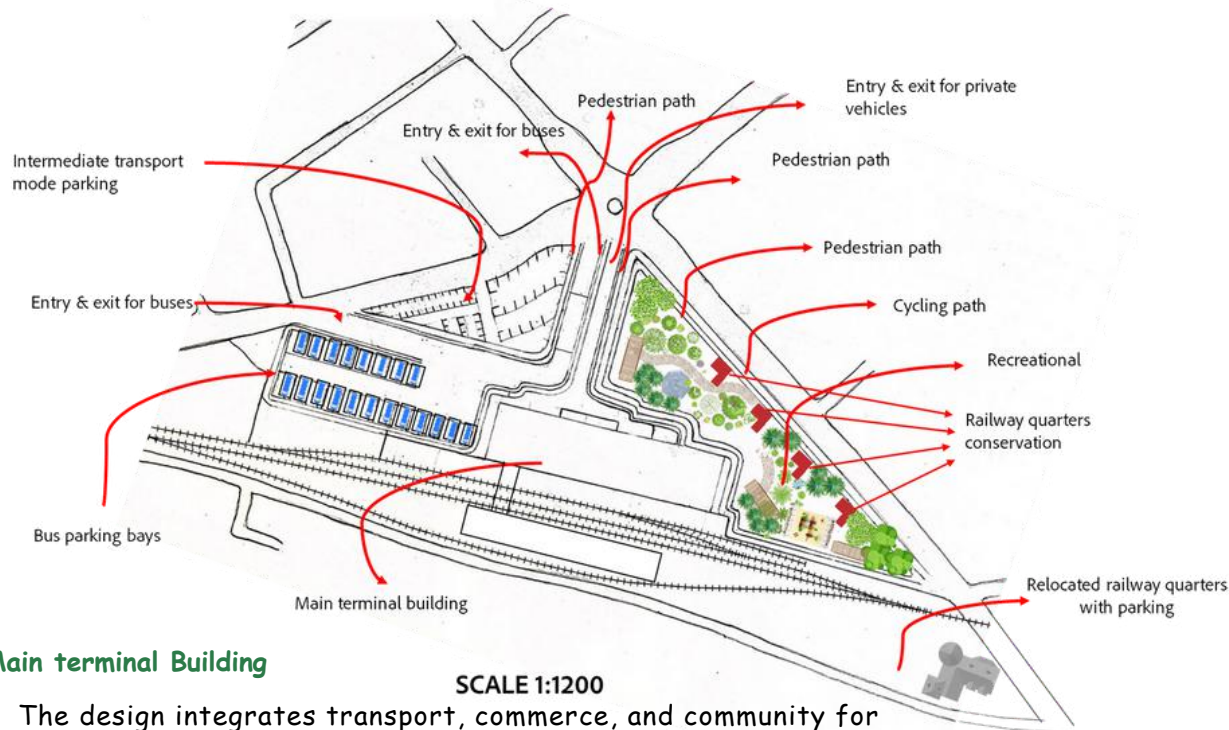 Pedestrian path
Entry & exit for private
vehicles
Entry & exit for buses
Intermediate transport
mode parking
Pedestrian path
Pedestrian path
Entry & exit for buses
Cycling path
Recreational
Railway quarters
conservation
Bus parking bays
Main terminal building
Relocated railway quarters
with parking
Main terminal Building
SCALE 1:1200
The design integrates transport, commerce, and community for